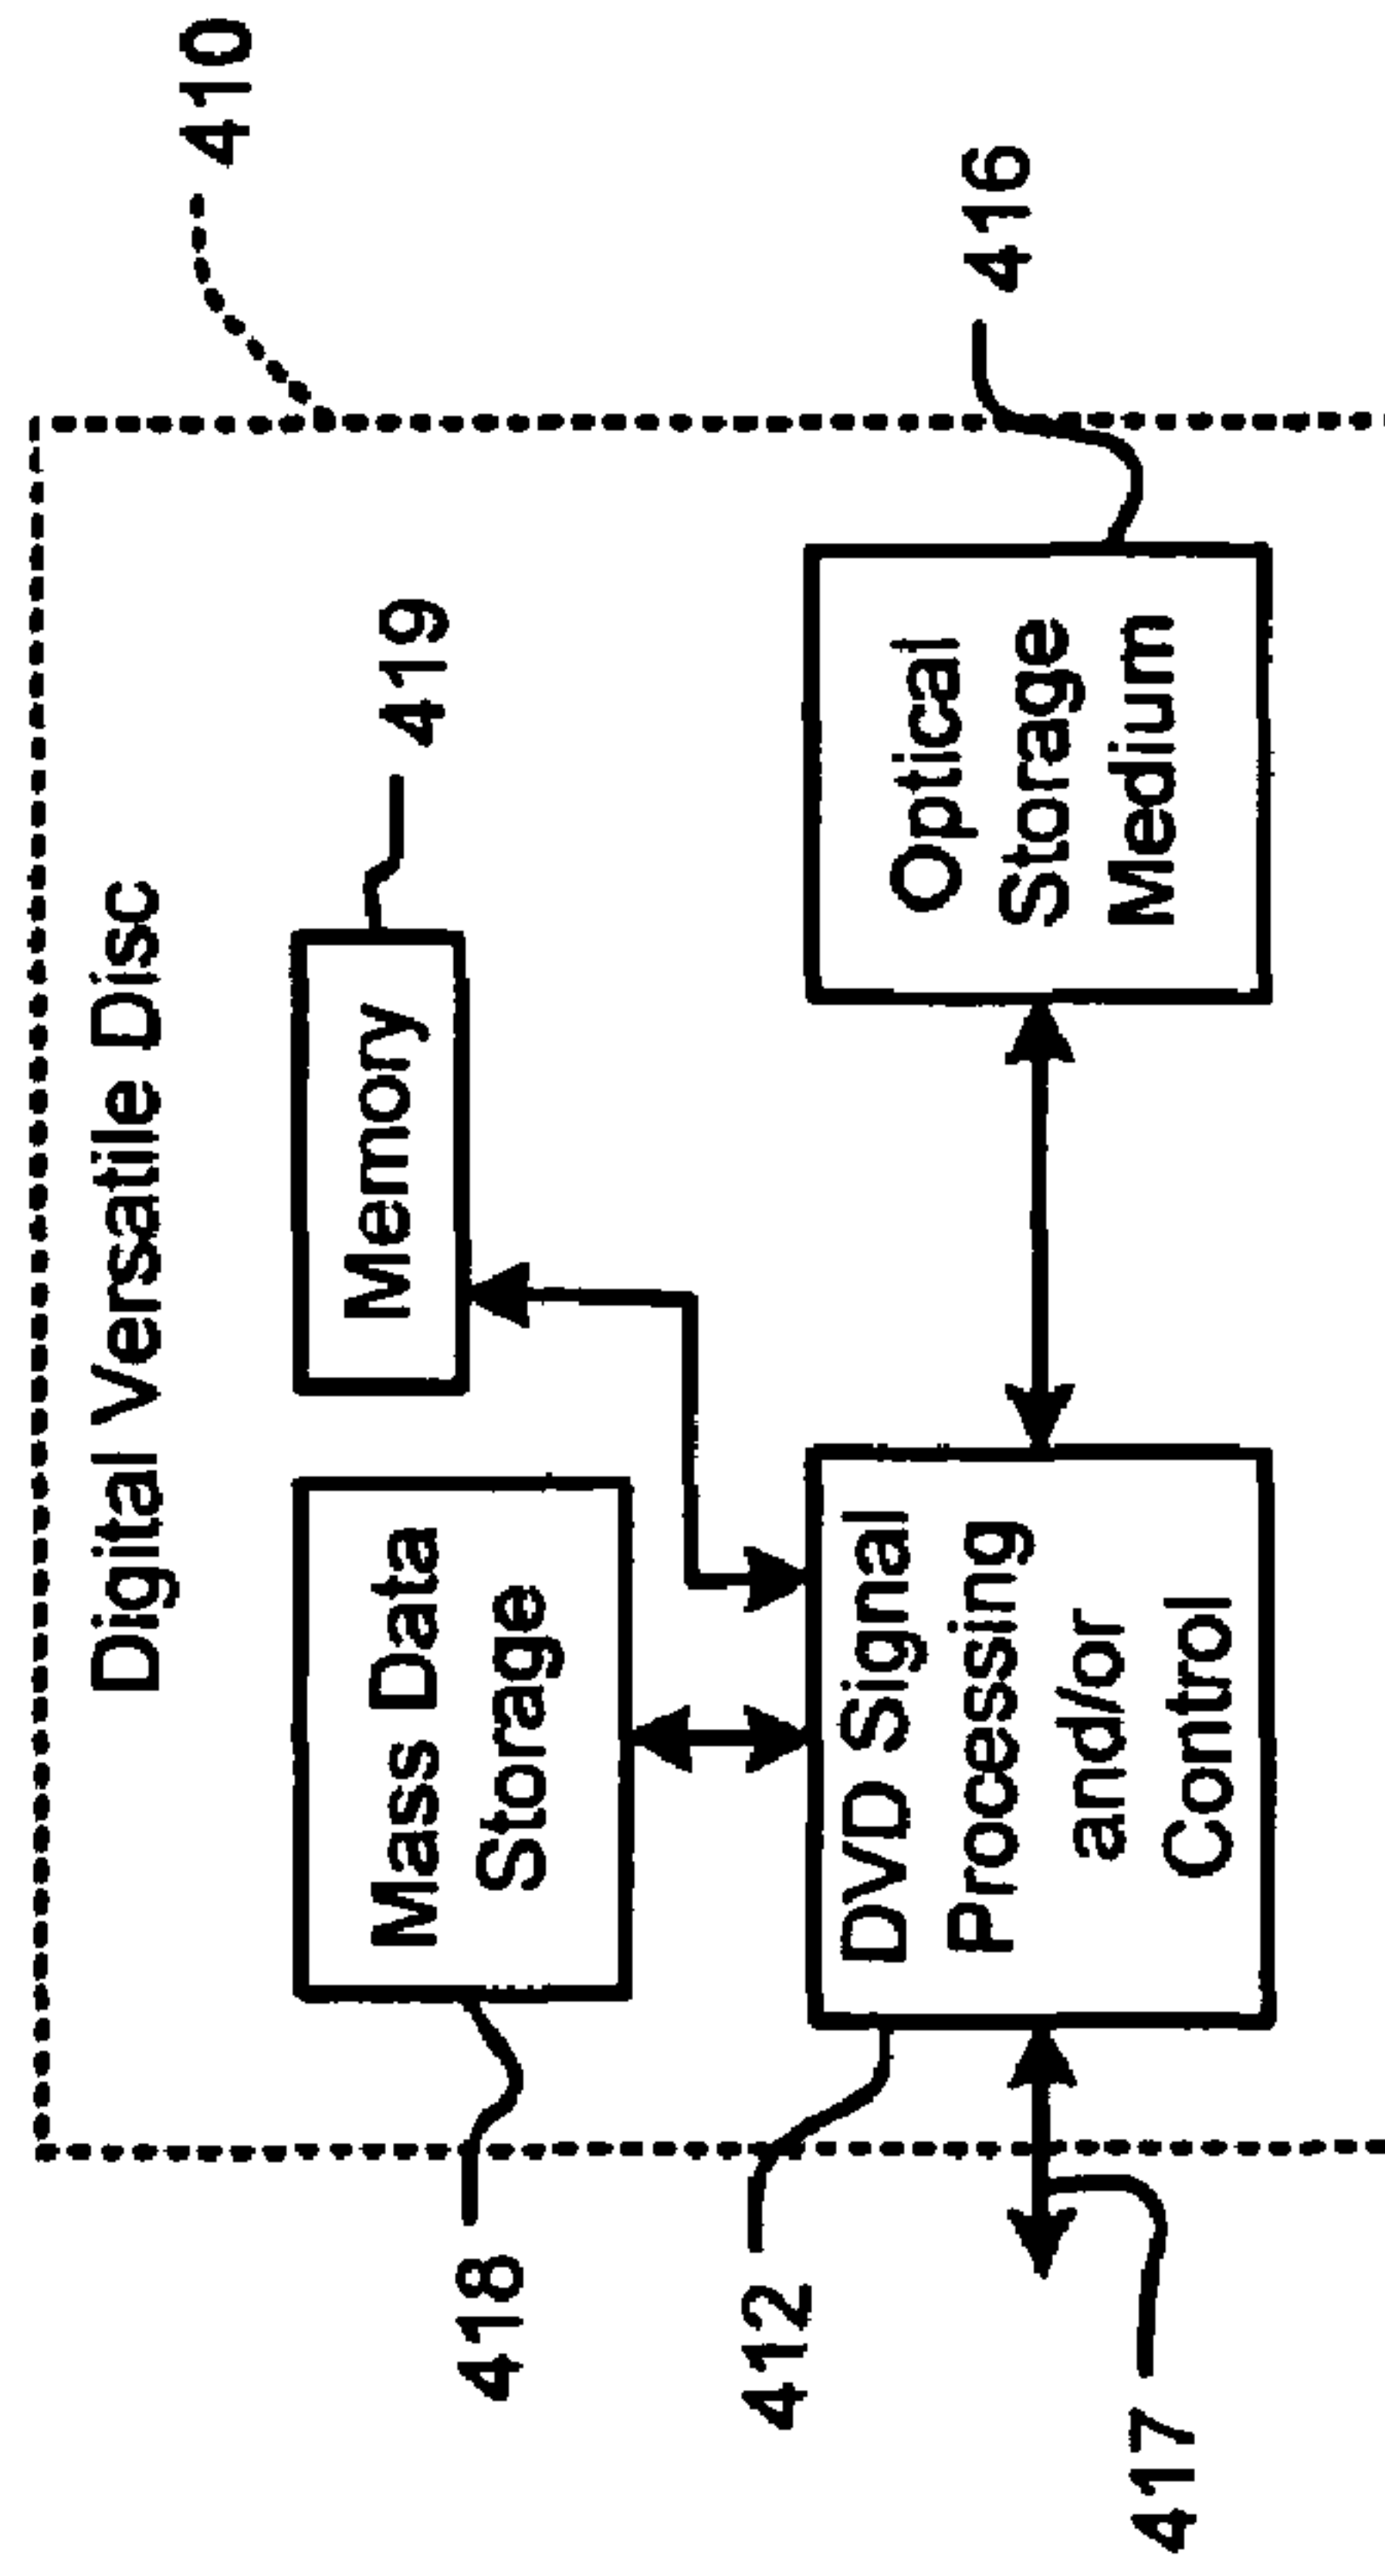 410
Digital Versatile Disc
419
Memory
Mass Data
Storage
418
416
Optical
Storage
Medium
DVD Signal
Processing
and/or
Control
412
417